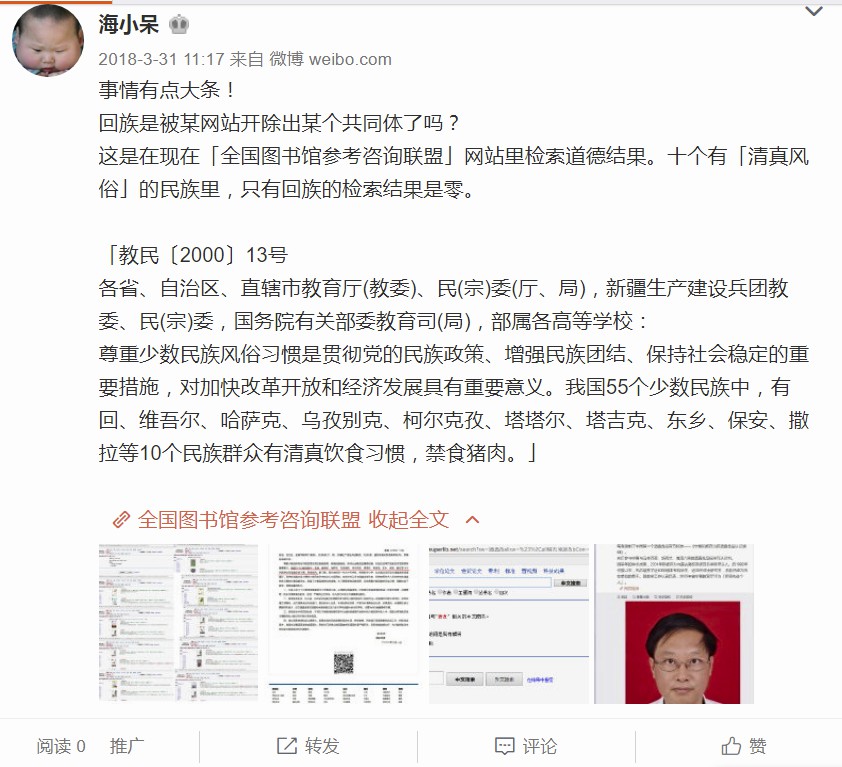 海小呆
2018-3-31 11:17 来自 微博 weibo.com
事情有点大条！
回族是被某网站开除出某个共同体了吗？
这是在现在「全国图书馆参考咨询联盟」网站里检索道德结果。十个有「清真风
俗」的民族里，只有回族的检索结果是零。
「教民〔2000〕13号
各省、自治区、直辖市教育厅(教委)、民(宗)委(厅、局)，新疆生产建设兵团教
委、民(宗)委，国务院有关部委教育司(局)，部属各高等学校：
尊重少数民族风俗习惯是贯彻党的民族政策、增强民族团结、保持社会稳定的重
要措施，对加快改革开放和经济发展具有重要意义。我国55个少数民族中，有
回、维吾尔、哈萨克、乌孜别克、柯尔克孜、塔塔尔、塔吉克、东乡、保安、撒
拉等10个民族群众有清真饮食习惯，禁食猪肉。」
全国图书馆参考咨询联盟 收起全文
阅读 0 推广 转发 评论 赞